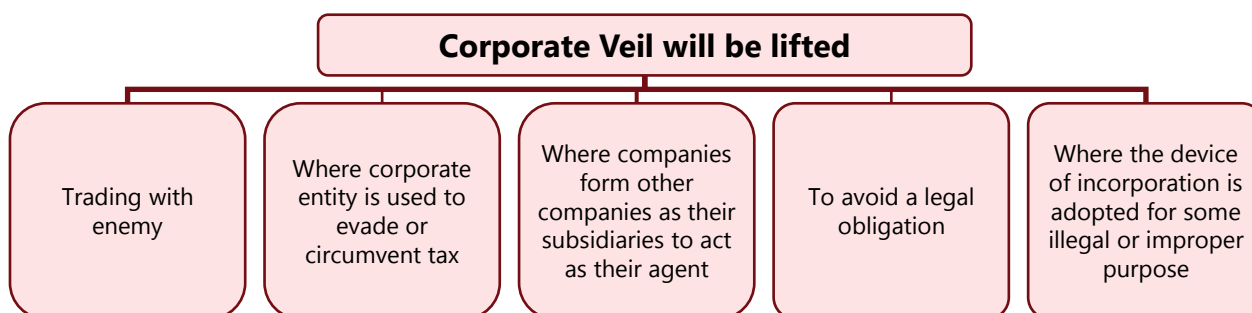 Corporate Veil will be lifted
Trading with
enemy
Where corporate
entity is used to
evade or
circumvent tax
Where companies
form other
companies as their
subsidiaries to act
as their agent
To avoid a legal
obligation
Where the device
of incorporation is
adopted for some
illegal or improper
purpose